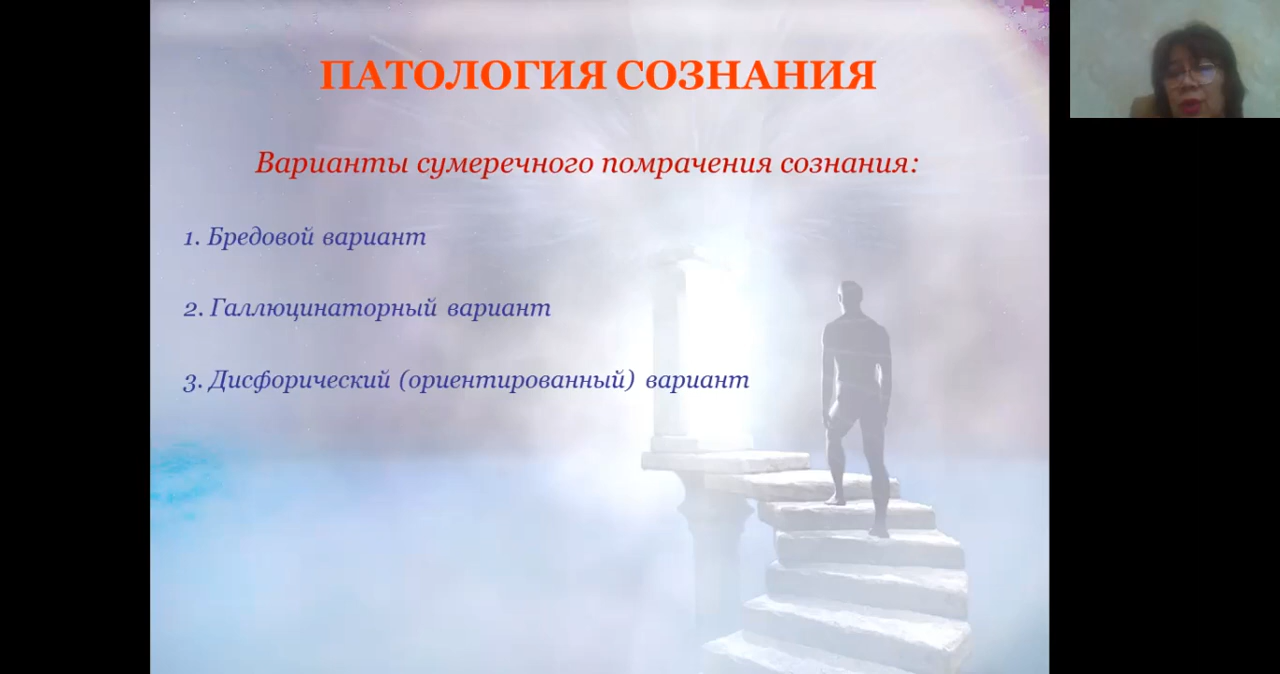 ПАТОЛОГИЯ СОЗНАНИЯ
Варианты сумеречного помрачения сознания:
1. Бредовой вариант
2. Галлюцинаторный вариант
3. Дисфорический (ориентированный) вариант